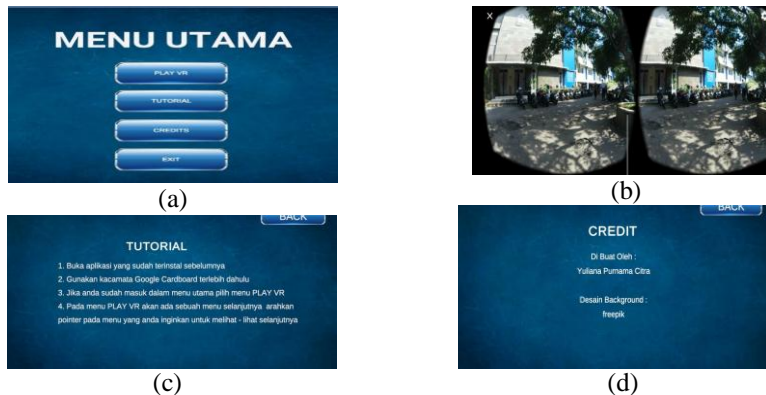 MENU UTAMA
PLAY VR
TUTORIAL
CREDITS
EXIT
(a)
X
(b)
BACK
TUTORIAL
1. Buka aplikasi yang sudah terinstal sebelumnya
2. Gunakan kacamata Google Cardboard terlebih dahulu
3. Jika anda sudah masuk dalam menu utama pilih menu PLAY VR
4. Pada menu PLAY VR akan ada sebuah menu selanjutnya arahkan
pointer pada menu yang anda inginkan untuk melihat - lihat selanjutnya
(c)
BACK
CREDIT
Di Buat Oleh :
Yuliana Purnama Citra
Desain Background :
freepik
(d)